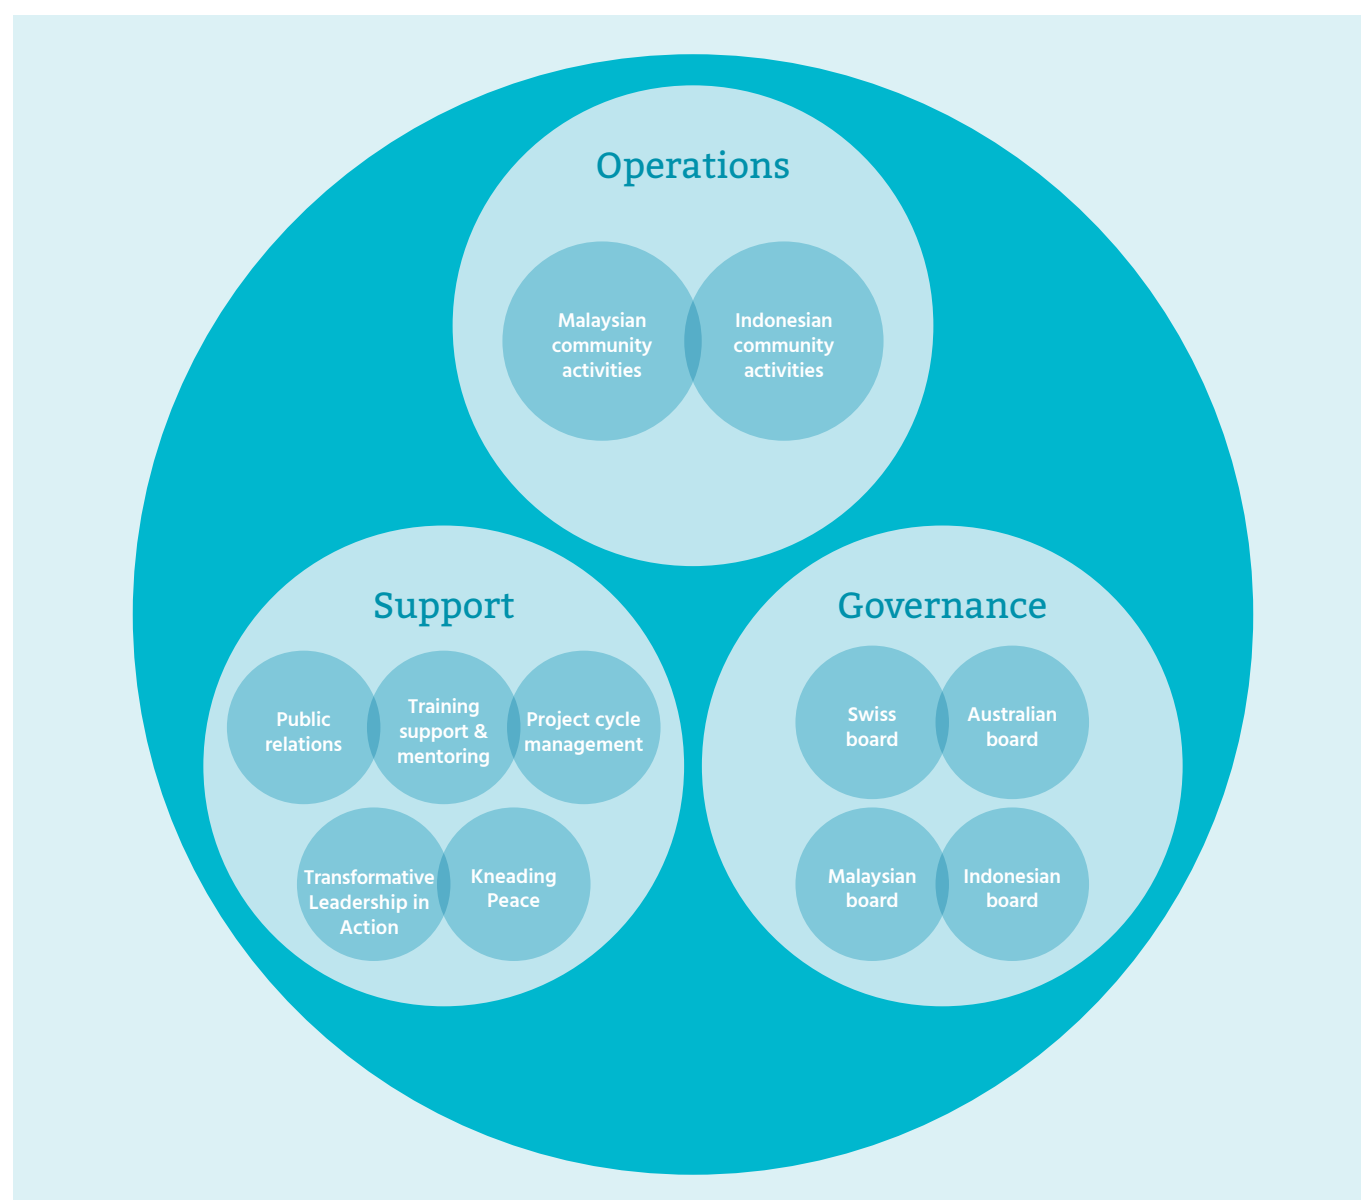 Operations
Malaysian
community
activities
Indonesian
community
activities
Support
Public
relations
Training
support &
mentoring
Project cycle
management
Transformative
Leadership in
Action
Kneading
Peace
Governance
Swiss
board
Australian
board
Malaysian
board
Indonesian
board